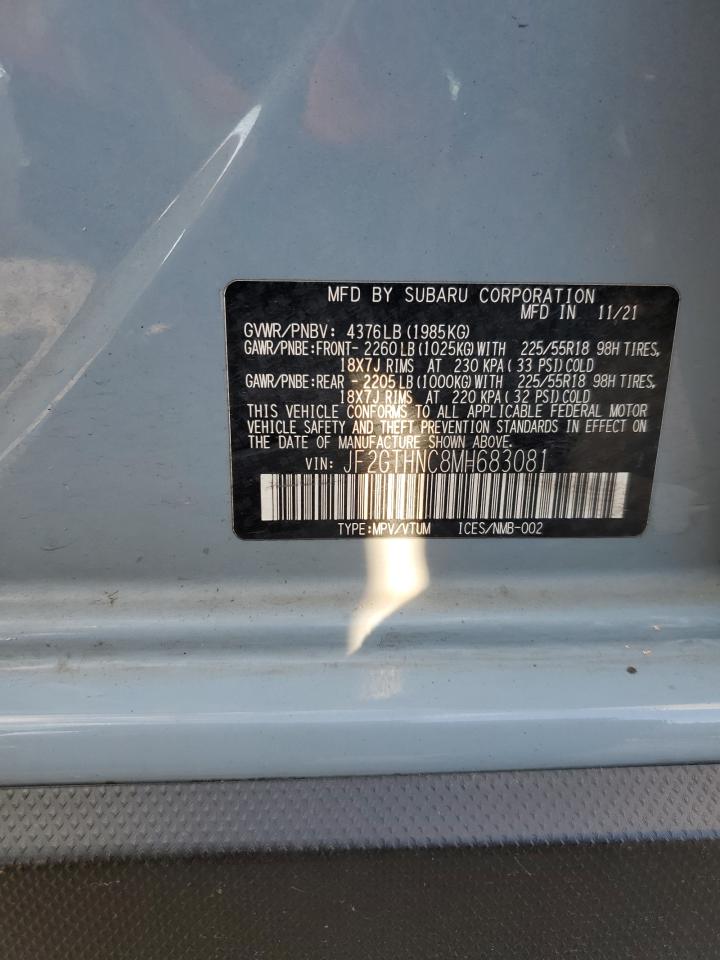 MFD BY SUBARU CORPORATION
MFD IN 11/21
GVWR/PNBV: 4376LB(1985KG)
GAWR/PNBE:FRONT- 2260LB(1025KG)WITH 225/55R18 98H TIRES,
18X7J RIMS AT 230 KPA( 33 PSI)COLD
GAWR/PNBE:REAR - 2205LB(1000KG)WITH 225/55R18 98H TIRES,
18X7J RIMS AT 220 KPA( 32 PSI)COLD
THIS VEHICLE CONFORMS TO ALL APPLICABLE FEDERAL MOTOR
VEHICLE SAFETY AND THEFT PREVENTION STANDARDS IN EFFECT ON
THE DATE OF MANUFACTURE SHOWN ABOVE.
VIN: JF2GTHNC8MH683081
TYPE:MPV/VTUM ICES/NMB-002